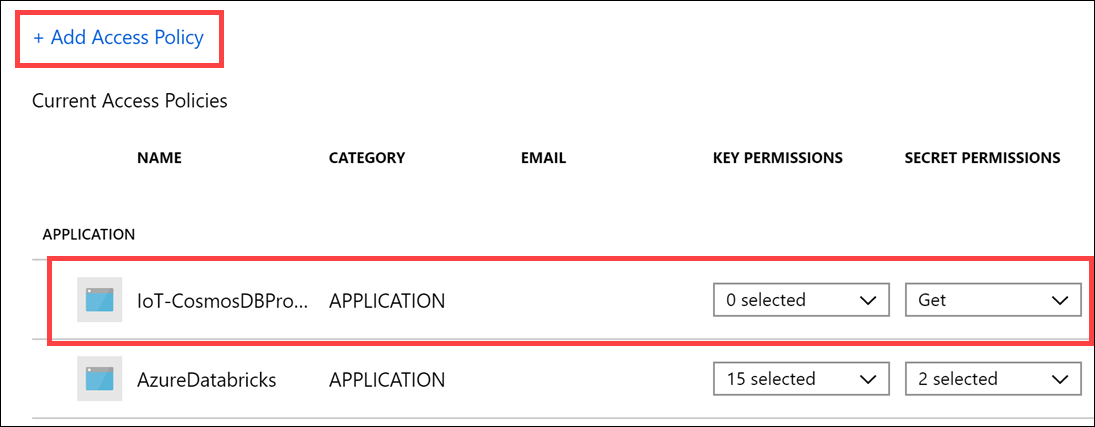 + Add Access Policy
Current Access Policies
NAME CATEGORY EMAIL KEY PERMISSIONS SECRET PERMISSIONS
APPLICATION
IoT-CosmosDBPro... APPLICATION 0 selected Get
AzureDatabricks APPLICATION 15 selected 2 selected